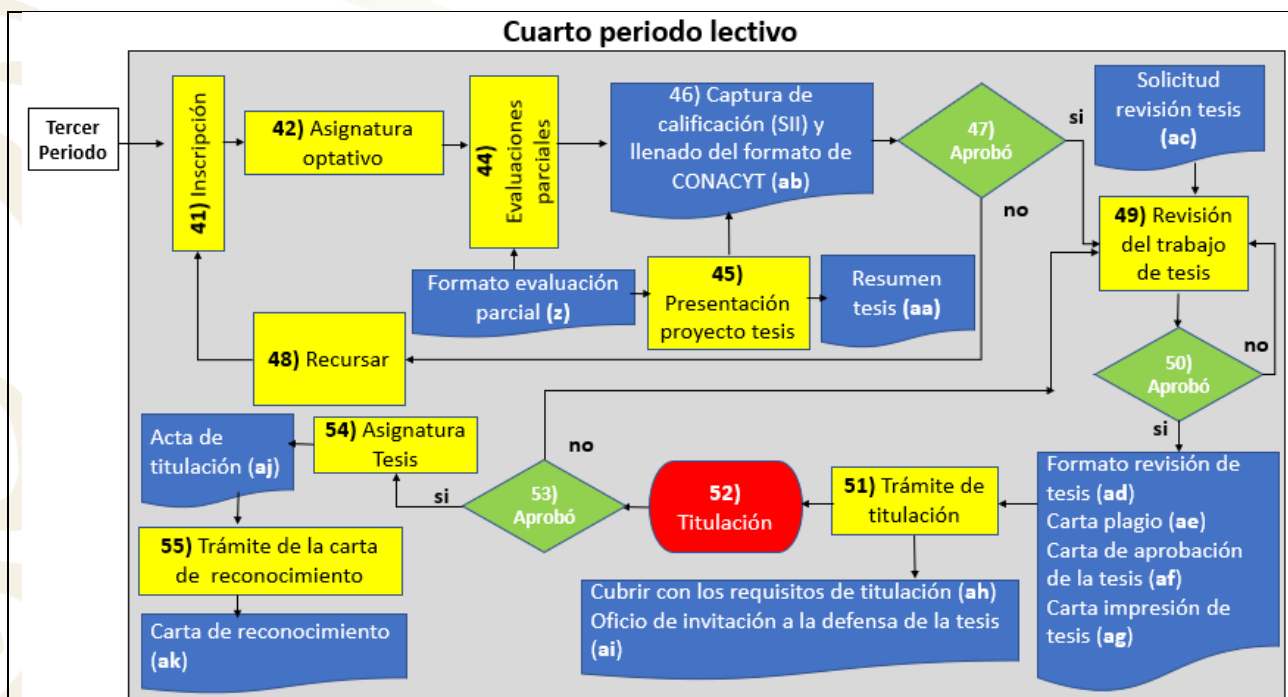 Cuarto periodo lectivo
Tercer
Periodo
41) Inscripción
42) Asignatura
optativo
44)
Evaluaciones
parciales
46) Captura de
calificación (SII) y
llenado del formato de
CONACYT (ab)
47)
Aprobó
si
no
Solicitud
revisión tesis
(ac)
49) Revisión
del trabajo
de tesis
Formato evaluación
parcial (z)
45)
Presentación
proyecto tesis
Resumen
tesis (aa)
48) Recursar
50)
Aprobó
no
si
Acta de
titulación (aj)
54) Asignatura
Tesis
si
no
53)
Aprobó
52)
Titulación
51) Trámite de
titulación
Formato revisión de
tesis (ad)
Carta plagio (ae)
Carta de aprobación
de la tesis (af)
Carta impresión de
tesis (ag)
55) Trámite de la carta
de reconocimiento
Cubrir con los requisitos de titulación (ah)
Oficio de invitación a la defensa de la tesis
(ai)
Carta de reconocimiento
(ak)